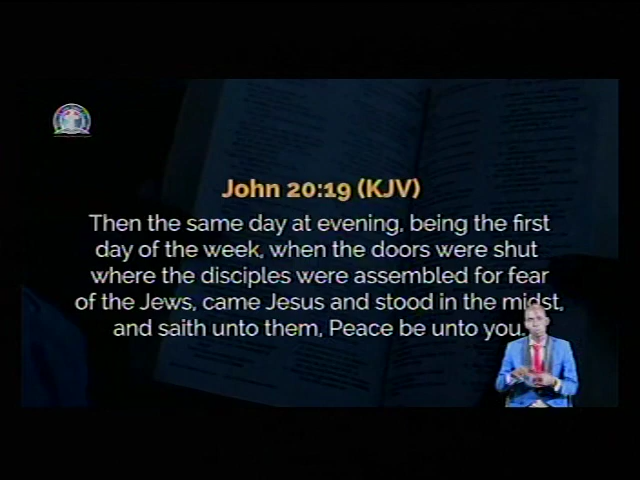 John 20:19 (KJV)
Then the same day at evening, being the first
day of the week, when the doors were shut
where the disciples were assembled for fear
of the Jews, came Jesus and stood in the midst,
and saith unto them, Peace be unto you.